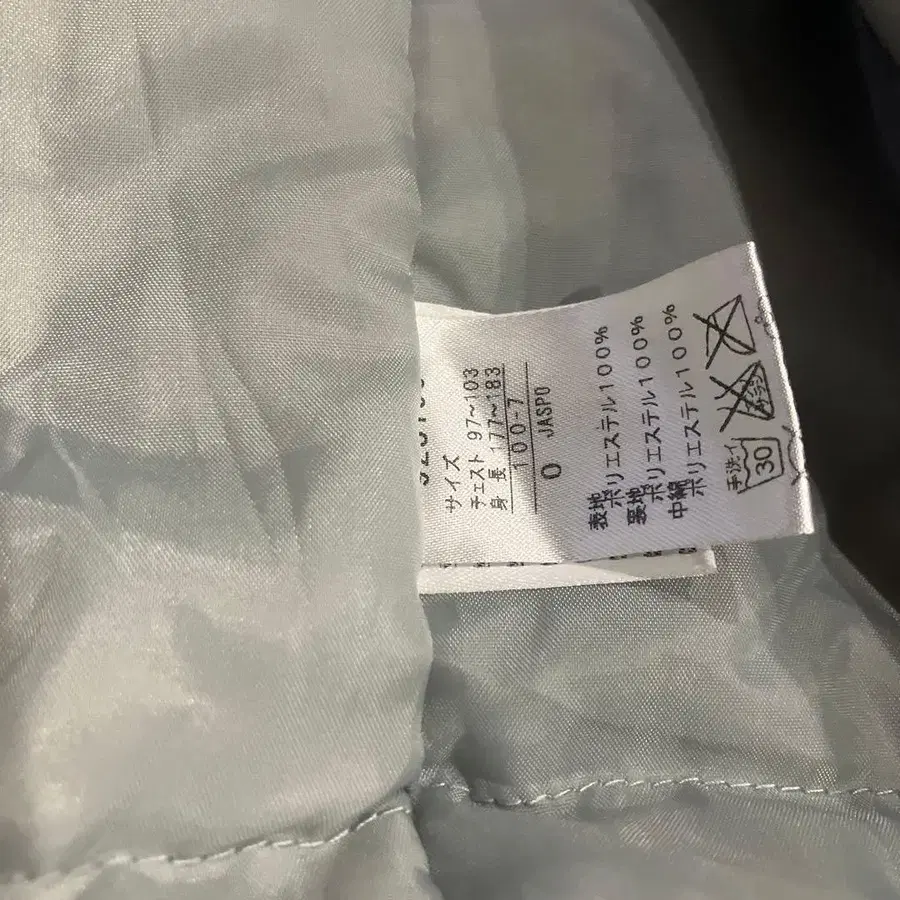 サイズ
チェスト 97〜103
身長 177〜183
100-7
JASPO
O
表地
ポリエステル100%
裏地
ポリエステル100%
中綿
ポリエステル100%
手洗イ
30